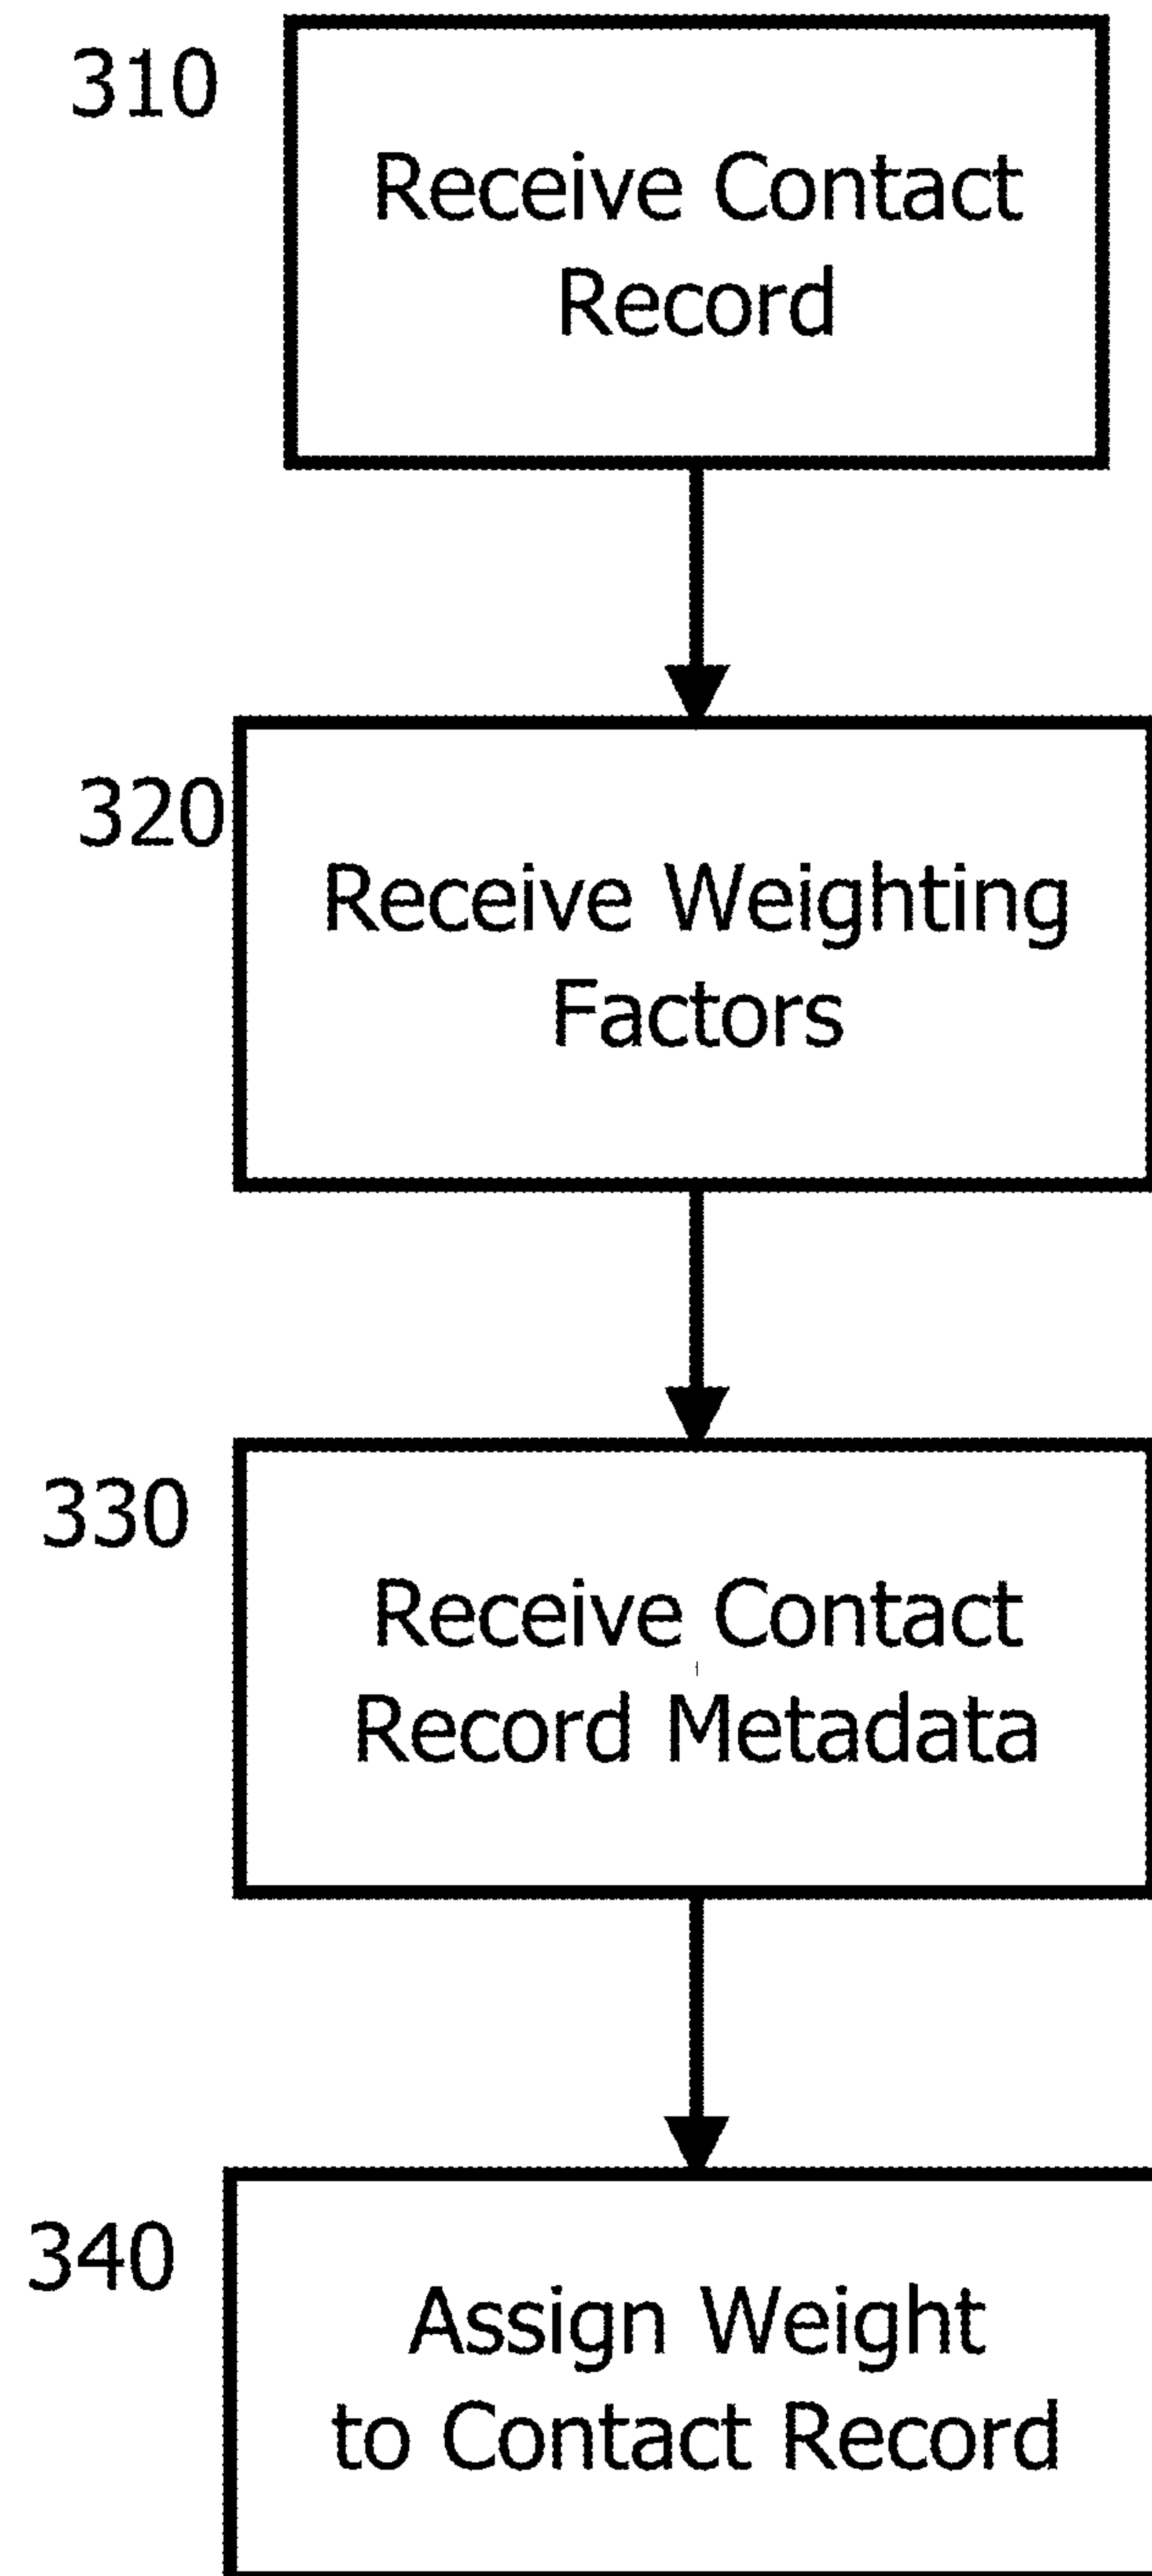 310
Receive Contact
Record
320
Receive Weighting
Factors
330
Receive Contact
Record Metadata
340
Assign Weight
to Contact Record